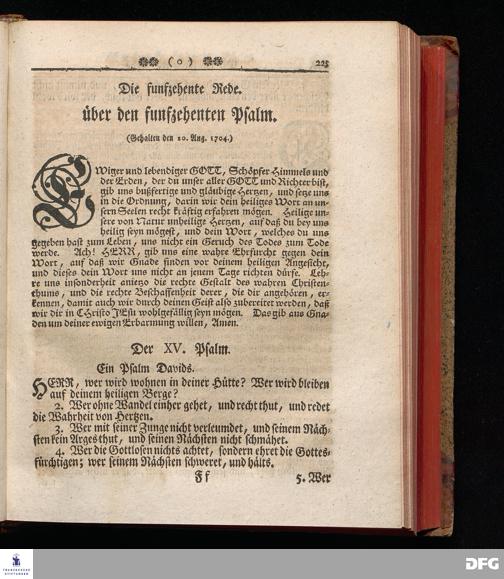 ❀❀ ( 0 ) ❀❀ 225
Die funfzehente Rede.
über den funfzehenten Psalm.
(Gehalten den 10. Aug. 1704.)
EWiger und lebendiger GOTT, Schöpfer Himmels und
der Erden, der du unser aller GOTT und Richter bist,
gib uns bußfertige und gläubige Hertzen, und setze uns
in die Ordnung, darin wir dein heiliges Wort an un-
sern Seelen recht kräftig erfahren mögen. Heilige un-
sere von Natur unheilige Hertzen, auf daß du bey uns
heilig seyn mögest, und dein Wort, welches du uns
gegeben hast zum Leben, uns nicht ein Geruch des Todes zum Tode
werde. Ach! HERR, gib uns eine wahre Ehrfurcht gegen dein
Wort, auf daß wir Gnade finden vor deinem heiligen Angesichte,
und dieses dein Wort uns nicht an jenem Tage richten dürfe. Leh-
re uns insonderheit anietzo die rechte Gestalt des wahren Christen-
thums, und die rechte Beschaffenheit derer, die dir angehören, er-
kennen, damit auch wir durch deinen Geist also zubereitet werden, daß
wir dir in CHristo JEsu wohlgefällig seyn mögen. Das gib aus Gna-
den um deiner ewigen Erbarmung willen, Amen.
Der XV. Psalm.
Ein Psalm Davids.
HERR, wer wird wohnen in deiner Hütte? Wer wird bleiben
auf deinem heiligen Berge?
2. Wer ohne Wandel einher gehet, und recht thut, und redet
die Wahrheit von Hertzen.
3. Wer mit seiner Zunge nicht verleumdet, und seinem Näch-
sten kein Arges thut, und seinen Nächsten nicht schmähet.
4. Wer die Gottlosen nichts achtet, sondern ehret die Gottes-
fürchtigen; wer seinem Nächsten schweret, und hälts.
Ff 5. Wer
FRANCKESCHE
STIFTUNGEN
DFG